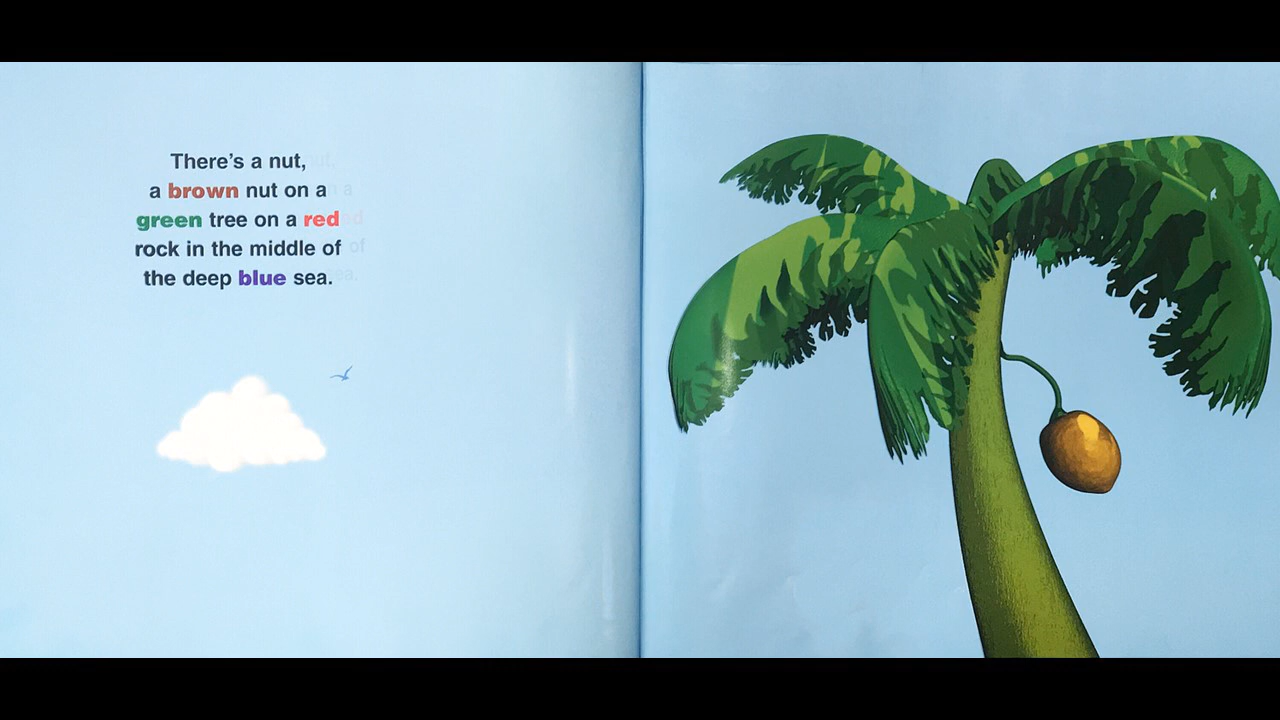 There's a nut,
a brown nut on a
green tree on a red
rock in the middle of
the deep blue sea.